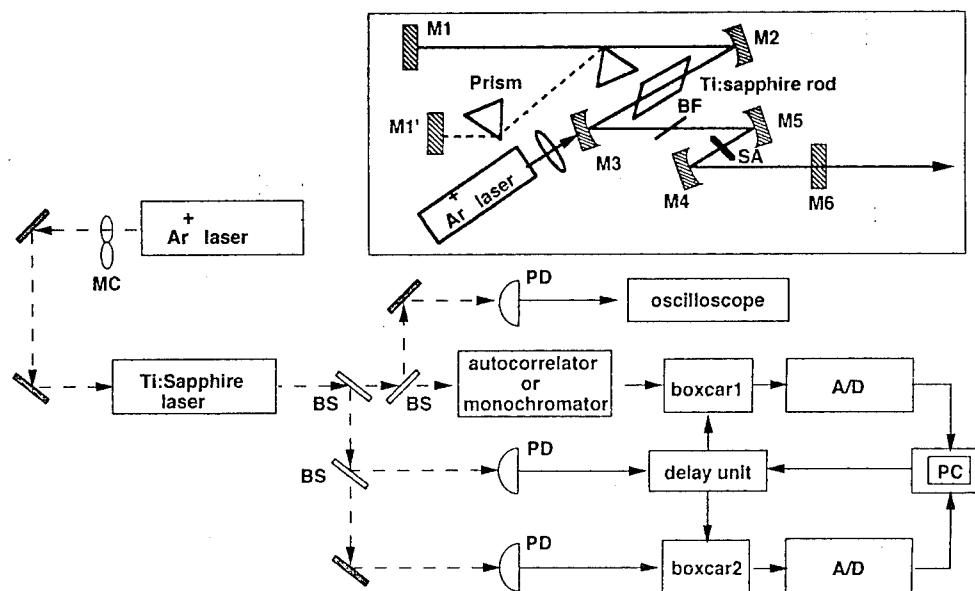 M1
M2
Prism
Ti:sapphire rod
BF
M1'
M5
M3
SA
Ar+ laser
M4
M6
Ar+ laser
MC
PD
oscilloscope
Ti:Sapphire
laser
BS
BS
autocorrelator
or
monochromator
boxcar1
A/D
BS
PD
delay unit
PC
PD
boxcar2
A/D